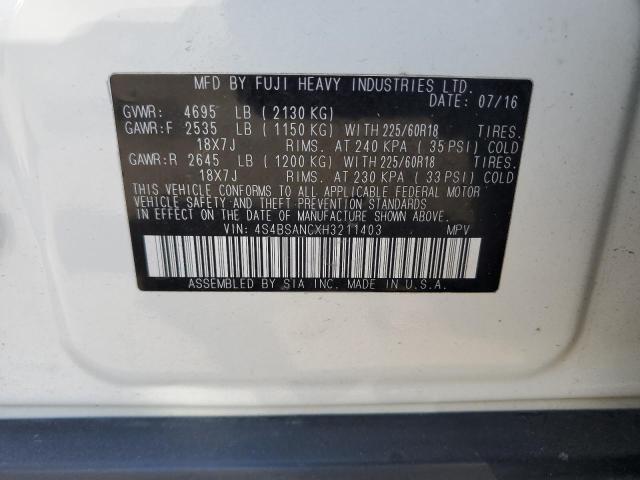 MFD BY FUJI HEAVY INDUSTRIES LTD.
DATE: 07/16
GVWR: 4695 LB (2130 KG)
GAWR:F 2535 LB (1150 KG) WITH 225/60R18 TIRES.
18X7J RIMS. AT 240 KPA (35 PSI) COLD
GAWR:R 2645 LB (1200 KG) WITH 225/60R18 TIRES.
18X7J RIMS. AT 230 KPA (33 PSI) COLD
THIS VEHICLE CONFORMS TO ALL APPLICABLE FEDERAL MOTOR
VEHICLE SAFETY AND THEFT PREVENTION STANDARDS
IN EFFECT ON THE DATE OF MANUFACTURE SHOWN ABOVE.
VIN: 4S4BSANCXH3211403 MPV
ASSEMBLED BY SIA INC. MADE IN U.S.A.